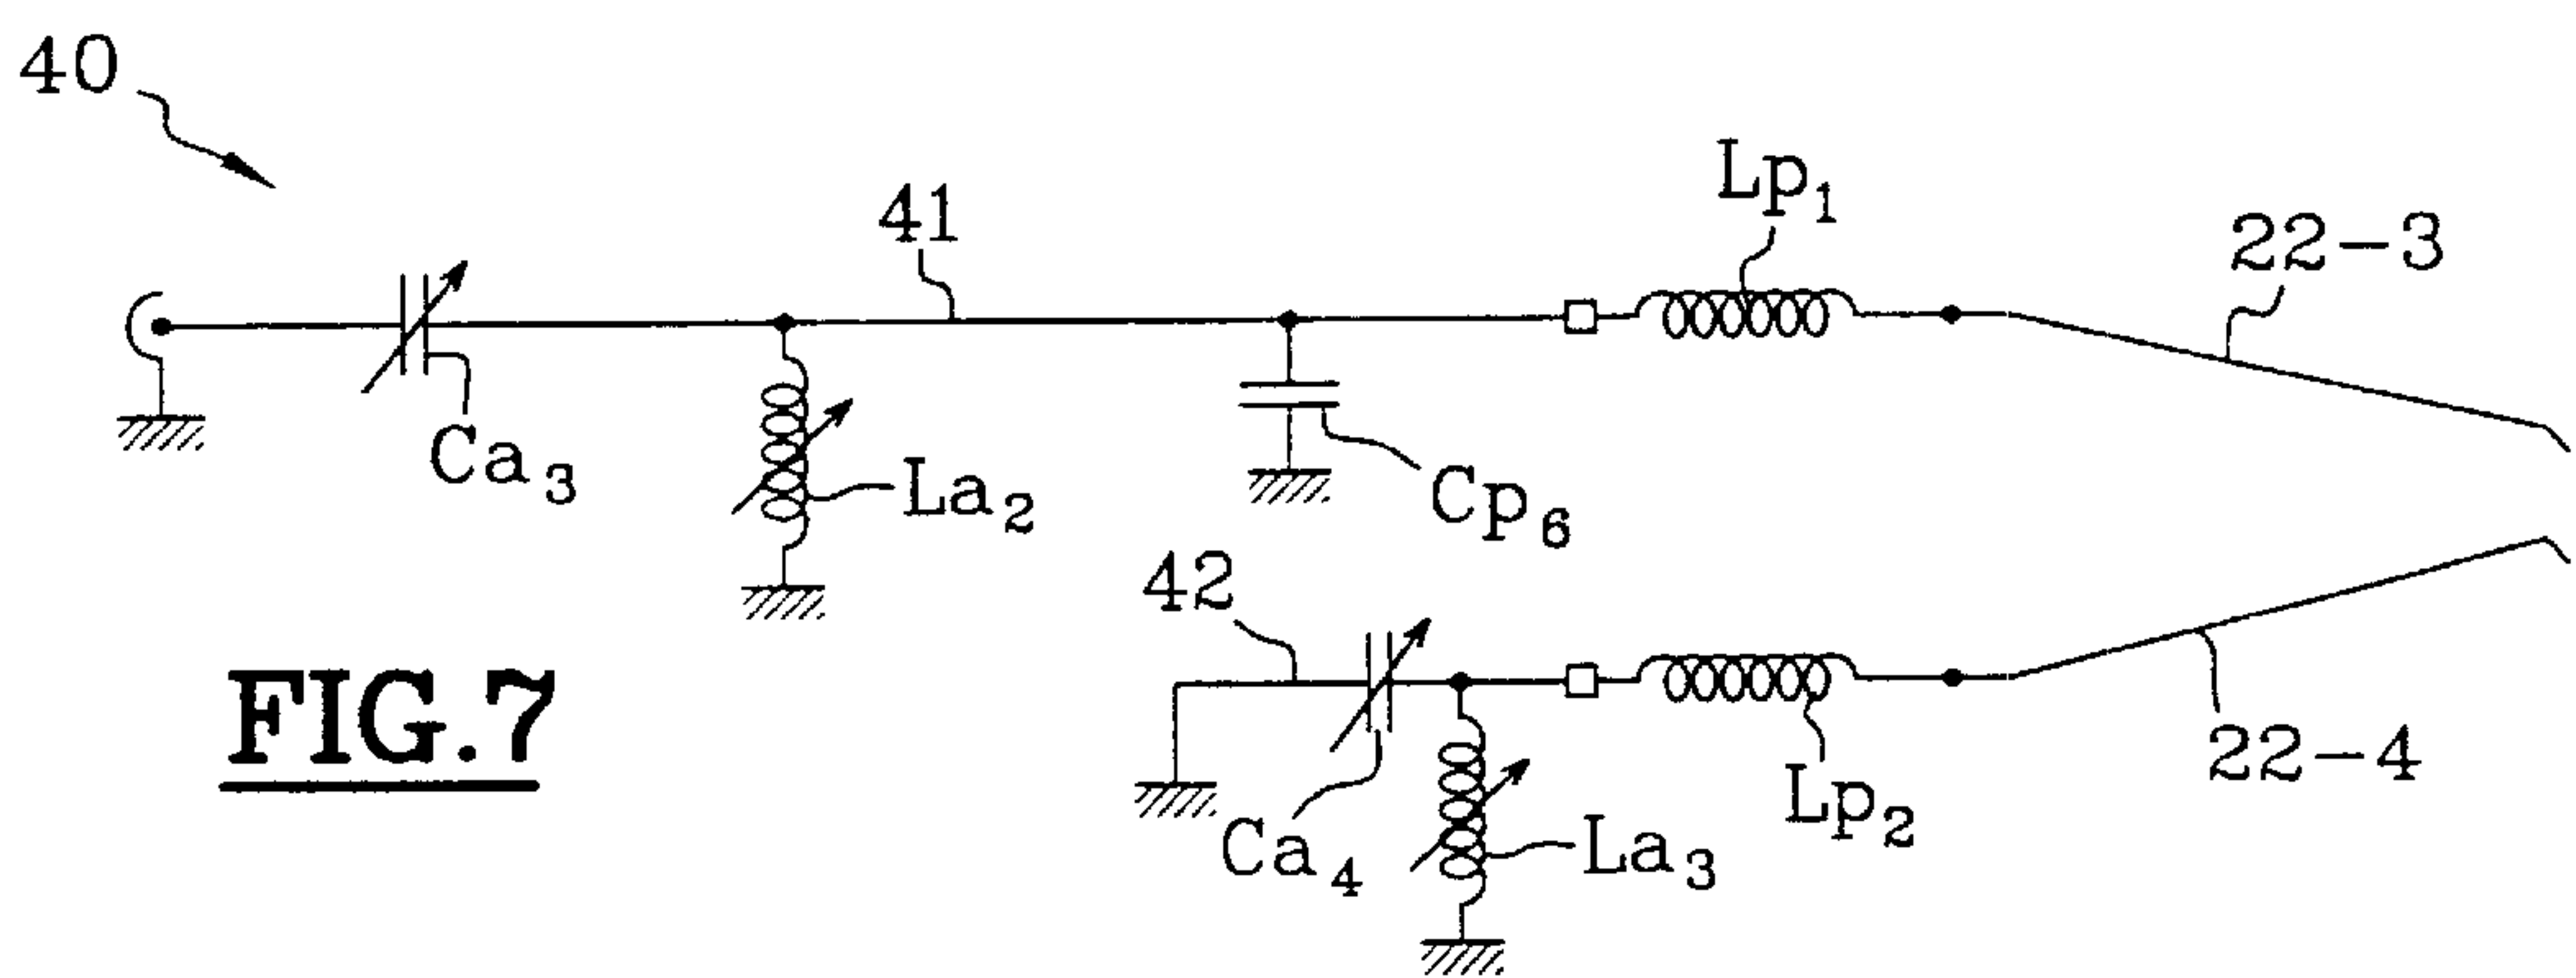 40
41
Lp₁
22-3
Ca₃
La₂
Cp₆
42
FIG.7
Ca₄
La₃
Lp₂
22-4